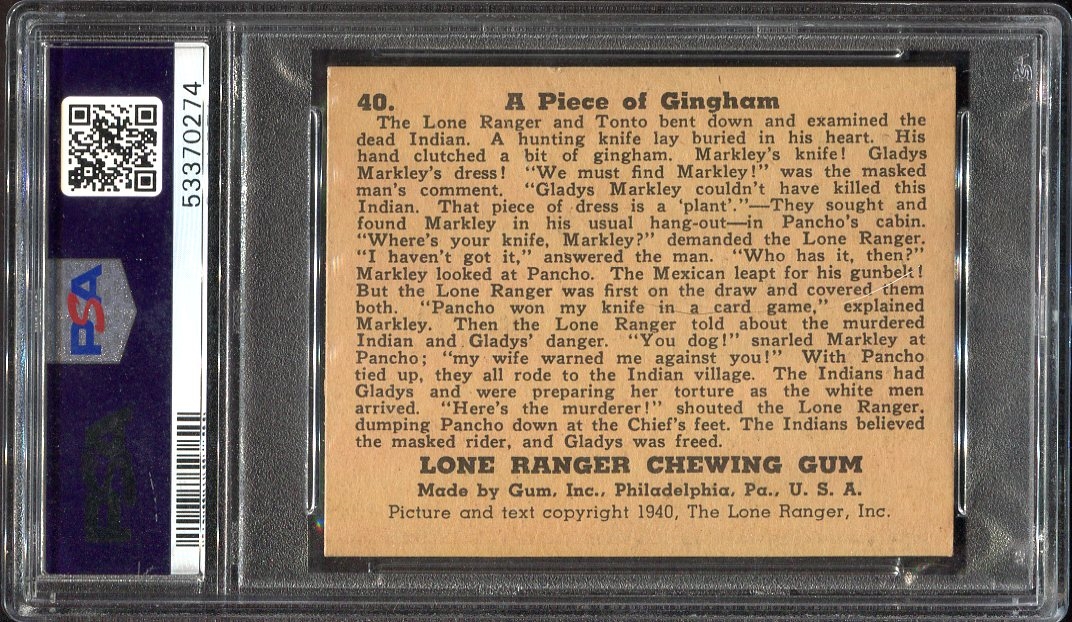 53370274
PSA
PSA
40. A Piece of Gingham
The Lone Ranger and Tonto bent down and examined the
dead Indian. A hunting knife lay buried in his heart. His
hand clutched a bit of gingham. Markley's knife! Gladys
Markley's dress! "We must find Markley!" was the masked
man's comment. "Gladys Markley couldn't have killed this
Indian. That piece of dress is a 'plant'."—They sought and
found Markley in his usual hang-out—in Pancho's cabin.
"Where's your knife, Markley?" demanded the Lone Ranger.
"I haven't got it," answered the man. "Who has it, then?"
Markley looked at Pancho. The Mexican leapt for his gunbelt!
But the Lone Ranger was first on the draw and covered them
both. "Pancho won my knife in a card game," explained
Markley. Then the Lone Ranger told about the murdered
Indian and Gladys' danger. "You dog!" snarled Markley at
Pancho; "my wife warned me against you!" With Pancho
tied up, they all rode to the Indian village. The Indians had
Gladys and were preparing her torture as the white men
arrived. "Here's the murderer!" shouted the Lone Ranger,
dumping Pancho down at the Chief's feet. The Indians believed
the masked rider, and Gladys was freed.
LONE RANGER CHEWING GUM
Made by Gum, Inc., Philadelphia, Pa., U. S. A.
Picture and text copyright 1940, The Lone Ranger, Inc.